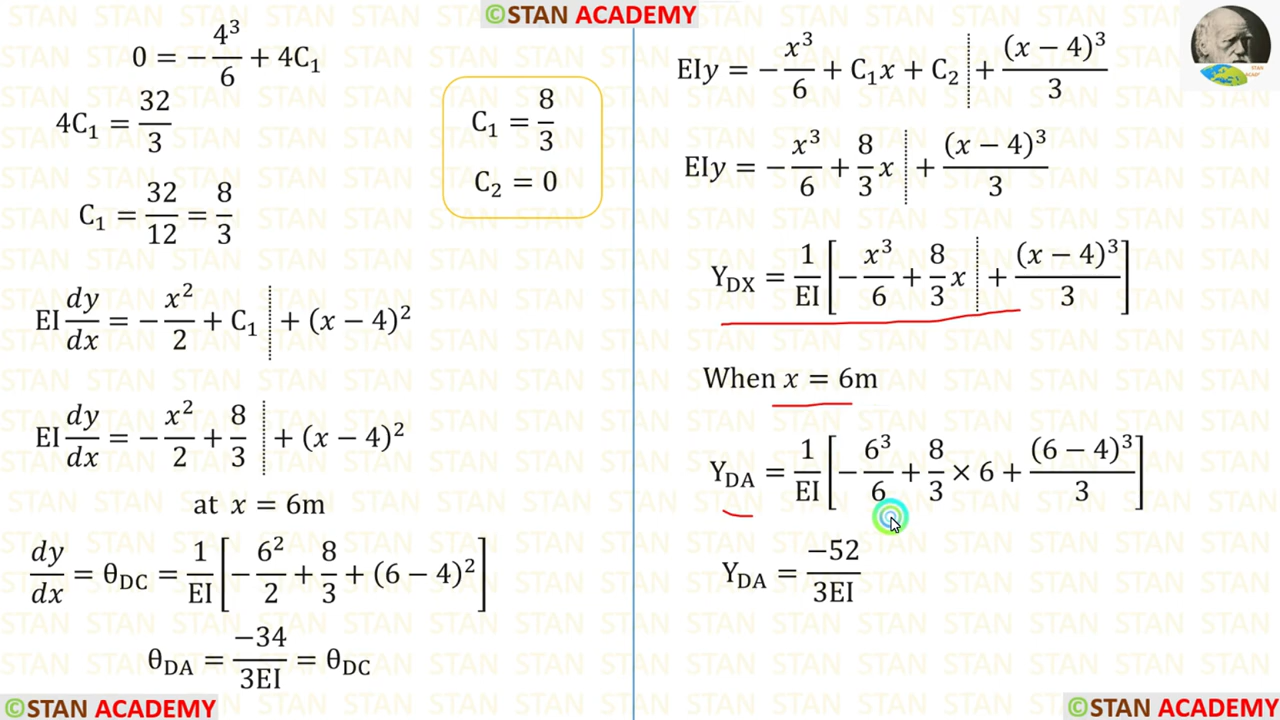 ©STAN ACADEMY
0 = −4³/6 + 4C₁
4C₁ = 32/3
C₁ = 32/12 = 8/3
C₁ = 8/3
C₂ = 0
EI dy/dx = −x²/2 + C₁ ┊ + (x − 4)²
EI dy/dx = −x²/2 + 8/3 ┊ + (x − 4)²
at x = 6m
dy/dx = θ_DC = 1/EI [−6²/2 + 8/3 + (6 − 4)²]
θ_DA = −34/3EI = θ_DC
EIy = −x³/6 + C₁x + C₂ ┊ + (x − 4)³/3
EIy = −x³/6 + 8/3 x ┊ + (x − 4)³/3
Y_DX = 1/EI [−x³/6 + 8/3 x ┊ + (x − 4)³/3]
When x = 6m
Y_DA = 1/EI [−6³/6 + 8/3 × 6 + (6 − 4)³/3]
Y_DA = −52/3EI
©STAN ACADEMY
©STAN ACADEMY